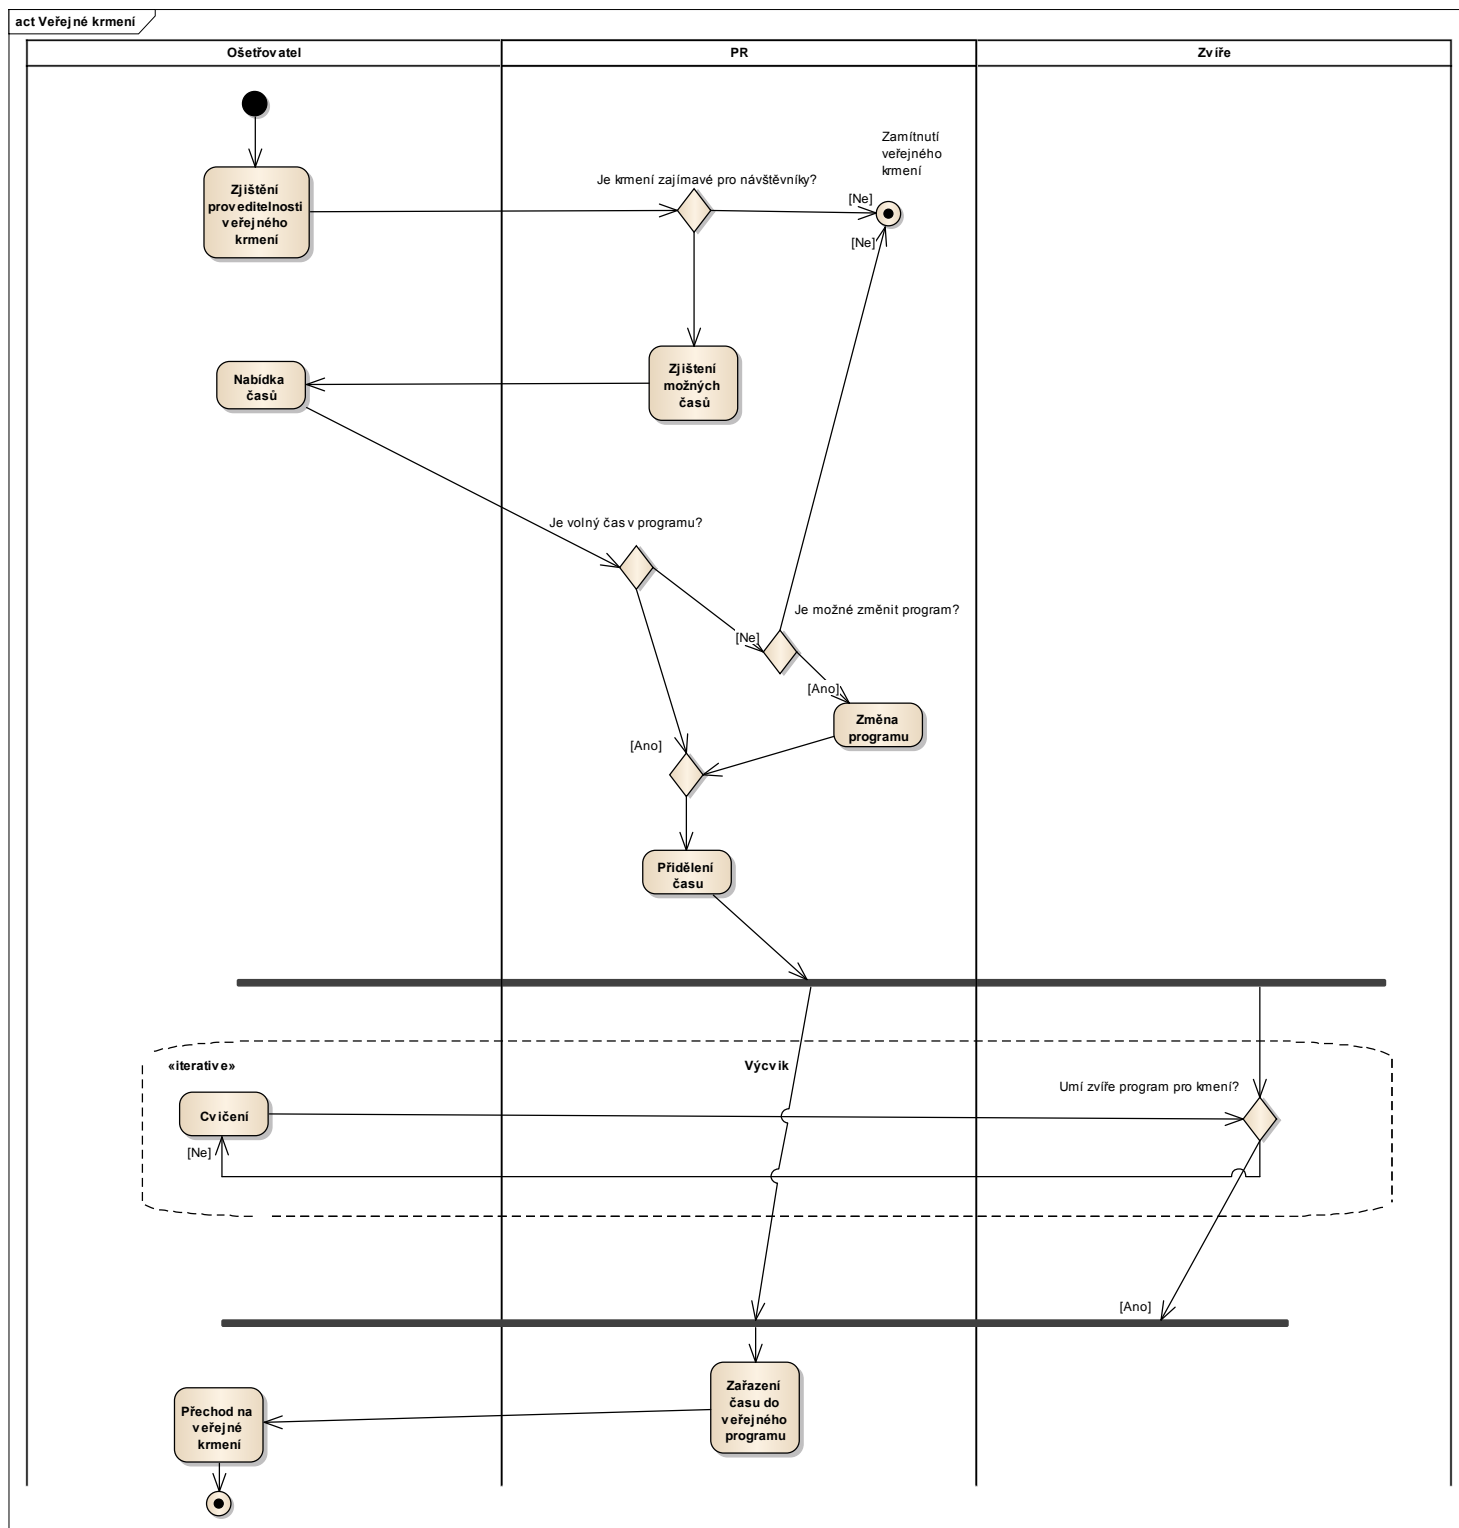 act Veřejné krmení
Ošetřovatel
PR
Zvíře
Zamítnutí
veřejného
krmení
Je krmení zajímavé pro návštěvníky?
Zjištění
proveditelnosti
veřejného
krmení
[Ne]
[Ne]
Zjištení
možných
časů
Nabídka
časů
Je volný čas v programu?
Je možné změnit program?
[Ne]
[Ano]
Změna
programu
[Ano]
Přidělení
času
«iterative»
Výcvik
Umí zvíře program pro kmení?
Cvičení
[Ne]
[Ano]
Zařazení
času do
veřejného
programu
Přechod na
veřejné
krmení